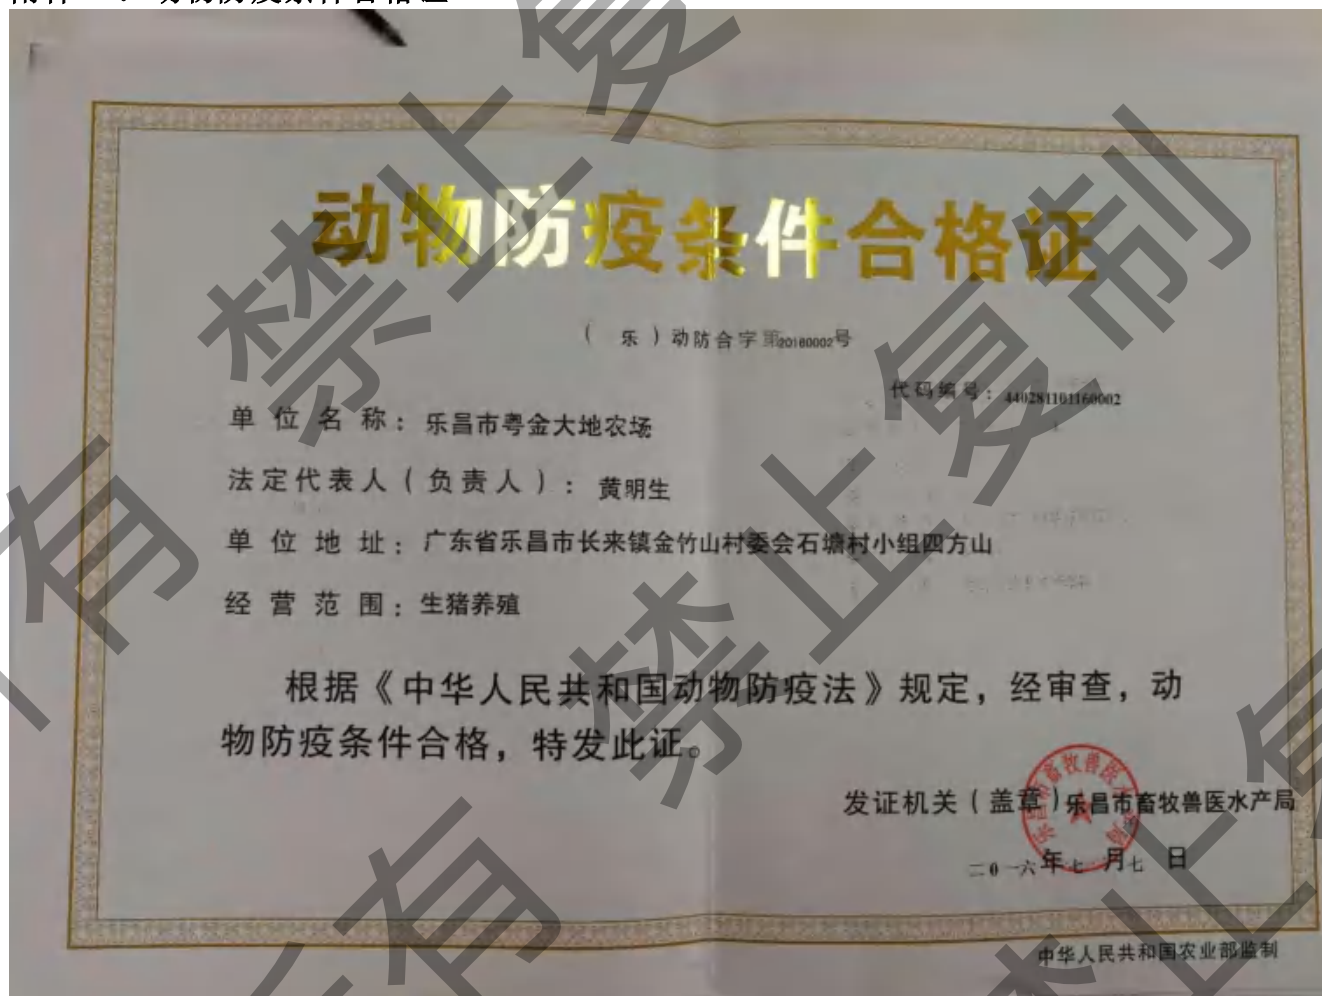 动物防疫条件合格证
（ 乐 ）动防合字第20160002号
代码编号：440281101160002
单位名称：乐昌市粤金大地农场
法定代表人（负责人）：黄明生
单位地址：广东省乐昌市长来镇金竹山村委会石塘村小组四方山
经营范围：生猪养殖
根据《中华人民共和国动物防疫法》规定，经审查，动
物防疫条件合格，特发此证。
发证机关（盖章）乐昌市畜牧兽医水产局
二0一六年七月七日
中华人民共和国农业部监制
禁止复制
有
禁止复